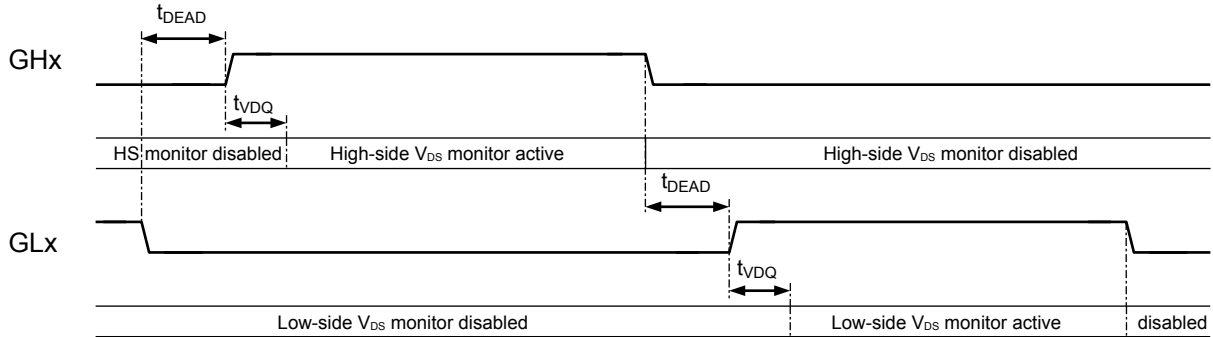 tDEAD
GHx
tVDQ
HS monitor disabled
High-side VDS monitor active
High-side VDS monitor disabled
tDEAD
GLx
tVDQ
Low-side VDS monitor disabled
Low-side VDS monitor active
disabled